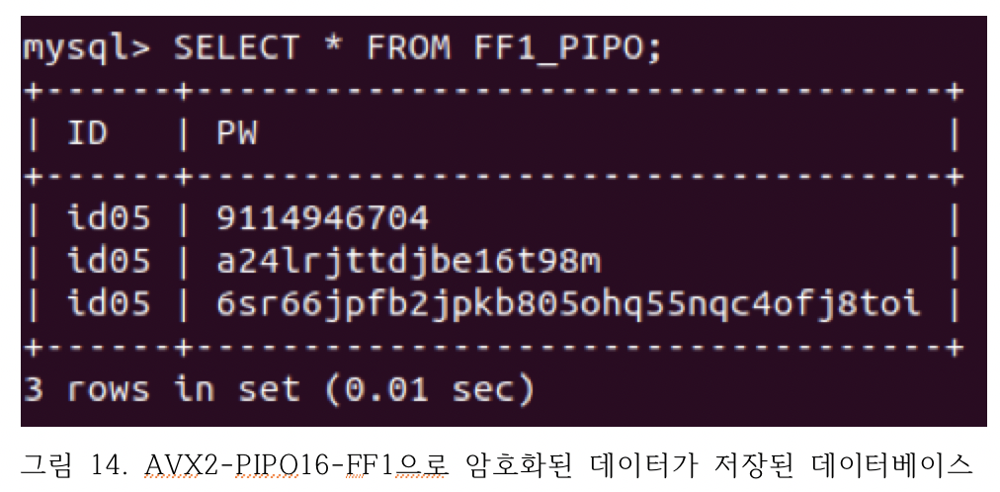 mysql> SELECT * FROM FF1_PIPO;
+------+-----------------------------------+
| ID   | PW                                |
+------+-----------------------------------+
| id05 | 9114946704                        |
| id05 | a24lrjttdjbe16t98m                |
| id05 | 6sr66jpfb2jpkb805ohq55nqc4ofj8toi |
+------+-----------------------------------+
3 rows in set (0.01 sec)
그림 14. AVX2-PIPO16-FF1으로 암호화된 데이터가 저장된 데이터베이스